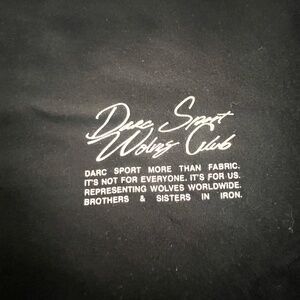 Darc Sport
Wolves Club
DARC SPORT MORE THAN FABRIC.
IT'S NOT FOR EVERYONE. IT'S FOR US.
REPRESENTING WOLVES WORLDWIDE.
BROTHERS & SISTERS IN IRON.